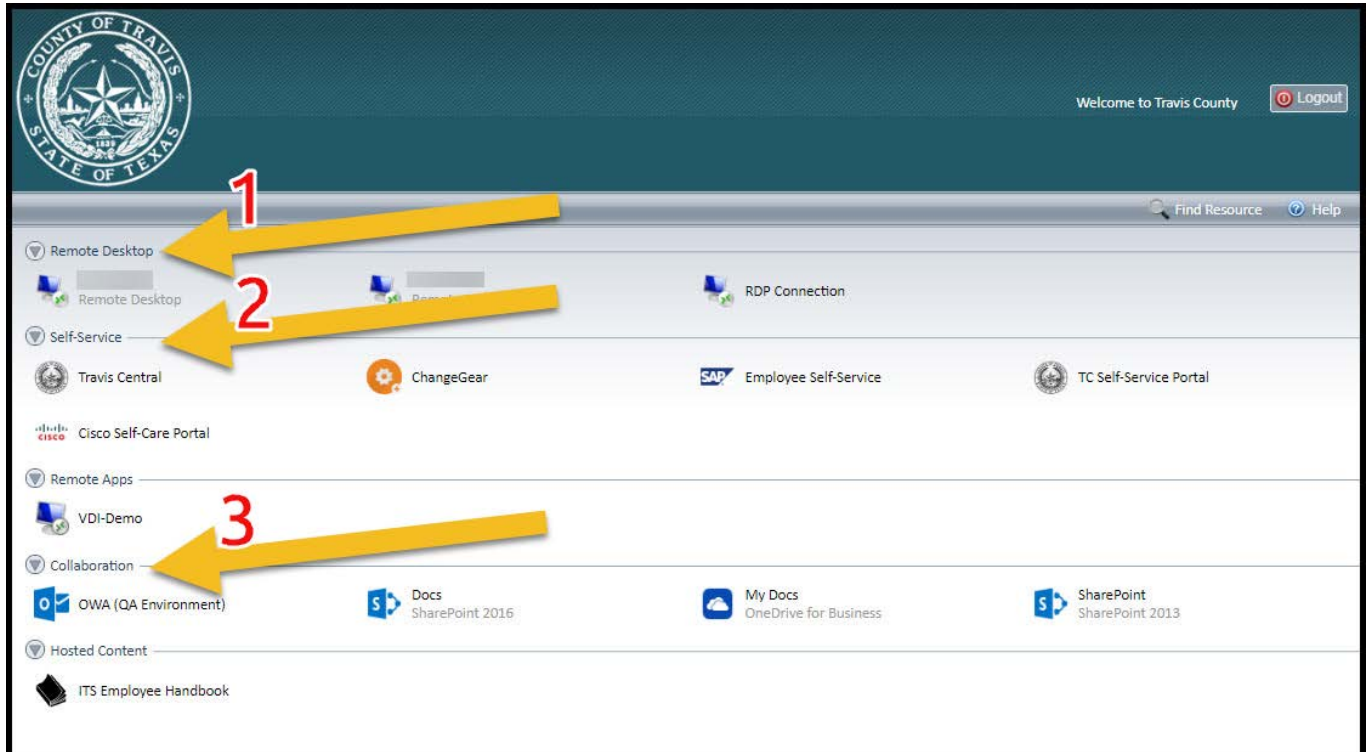 COUNTY OF TRAVIS
1839
STATE OF TEXAS
Welcome to Travis County
Logout
1
Find Resource
Help
Remote Desktop
Remote Desktop
RDP Connection
2
Self-Service
Travis Central
ChangeGear
SAP
Employee Self-Service
TC Self-Service Portal
CISCO
Cisco Self-Care Portal
Remote Apps
VDI-Demo
3
Collaboration
OWA (QA Environment)
Docs
SharePoint 2016
My Docs
OneDrive for Business
SharePoint
SharePoint 2013
Hosted Content
ITS Employee Handbook